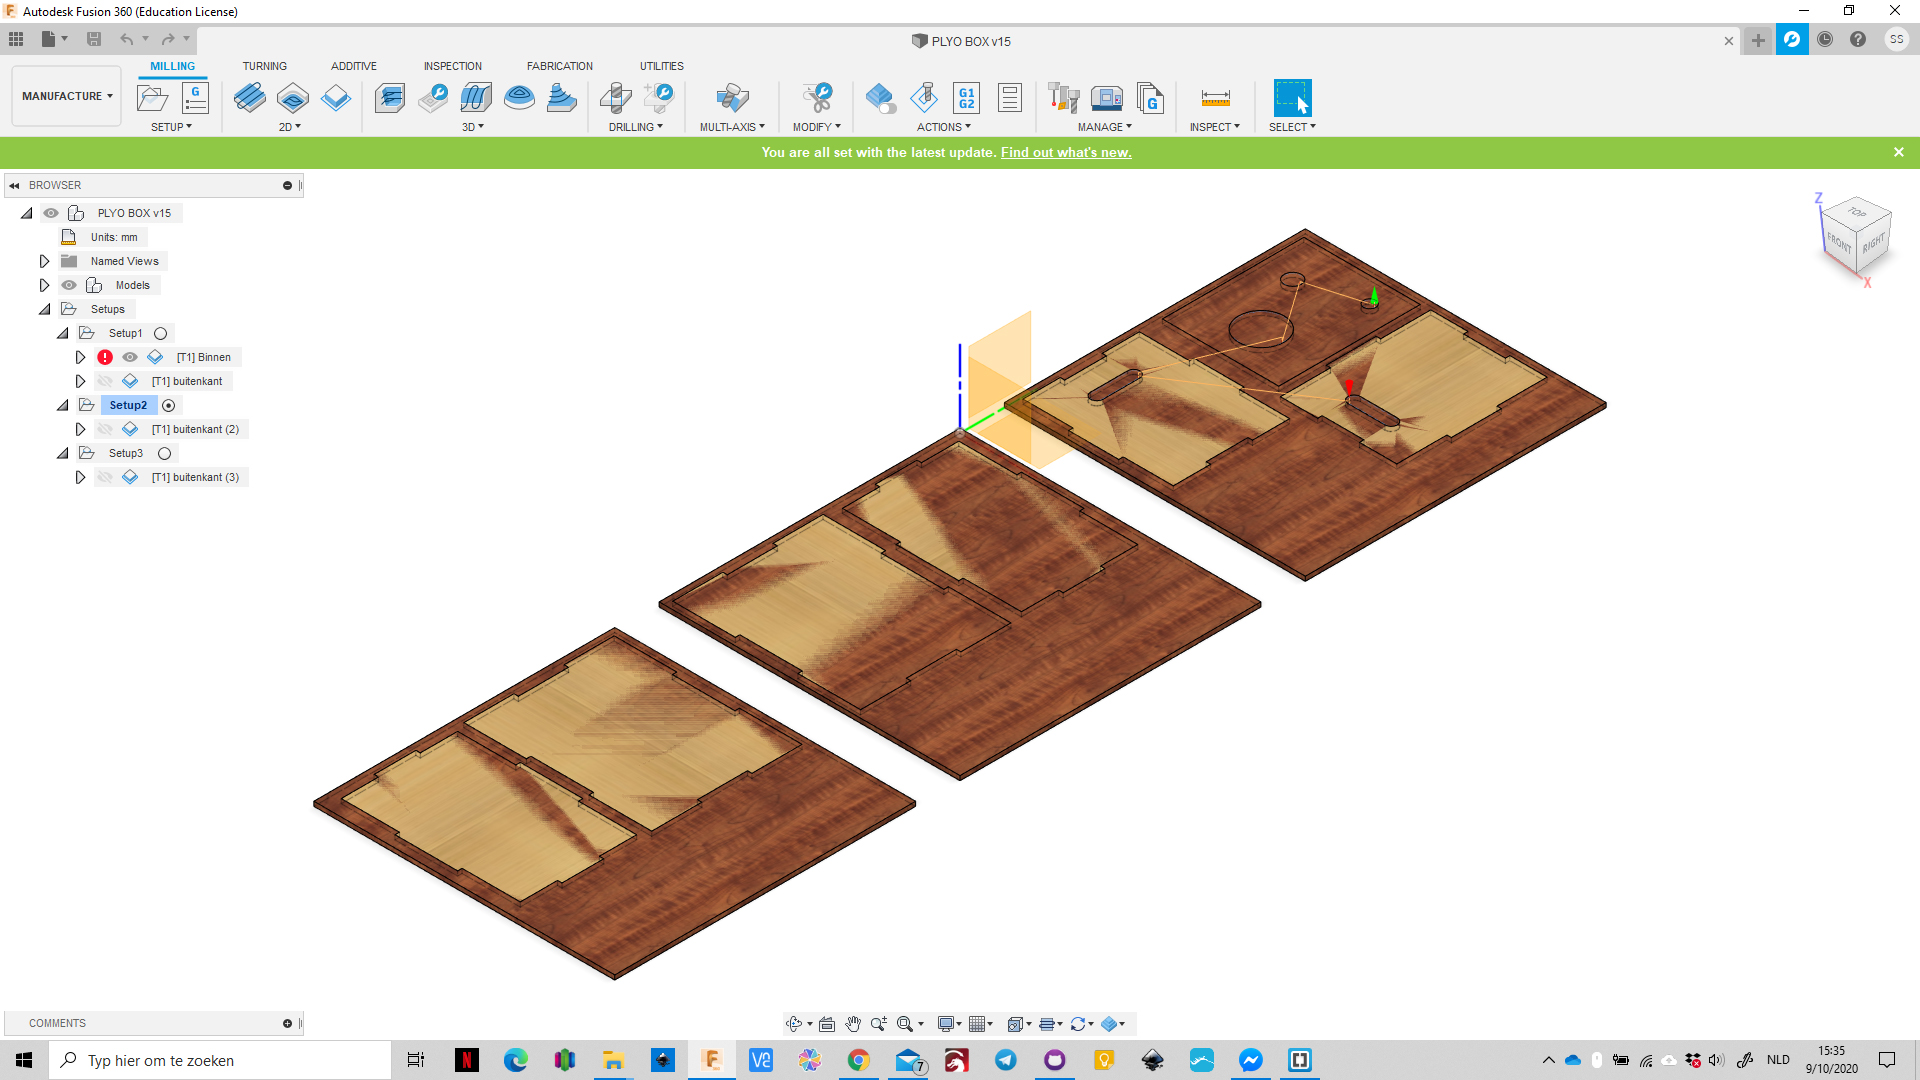 Autodesk Fusion 360 (Education License)
PLYO BOX v15
SS
MANUFACTURE
MILLING
TURNING
ADDITIVE
INSPECTION
FABRICATION
UTILITIES
G
G1
G2
G
SETUP
2D
3D
DRILLING
MULTI-AXIS
MODIFY
ACTIONS
MANAGE
INSPECT
SELECT
You are all set with the latest update. Find out what's new.
BROWSER
PLYO BOX v15
Units: mm
Named Views
Models
Setups
Setup1
[T1] Binnen
[T1] buitenkant
Setup2
[T1] buitenkant (2)
Setup3
[T1] buitenkant (3)
Z
TOP
FRONT
RIGHT
X
COMMENTS
Typ hier om te zoeken
7
NLD
15:35
9/10/2020